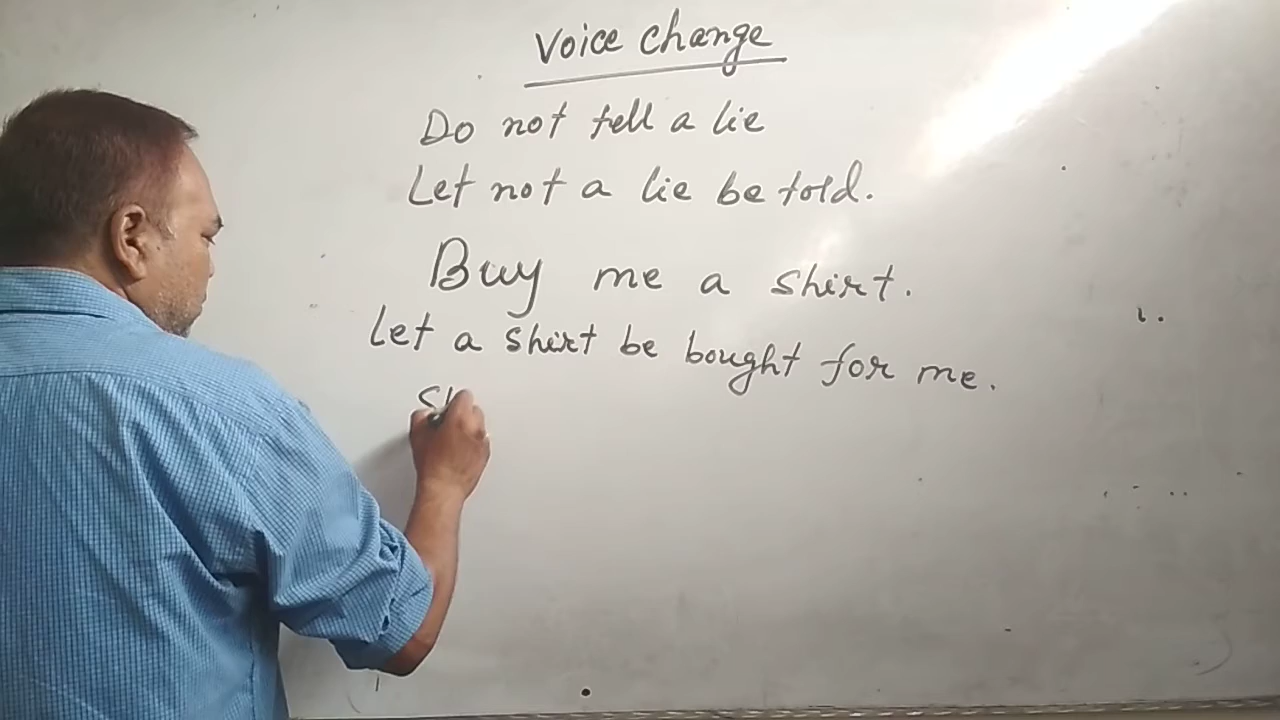 Voice Change
Do not tell a lie
Let not a lie be told.
Buy me a shirt.
Let a shirt be bought for me.